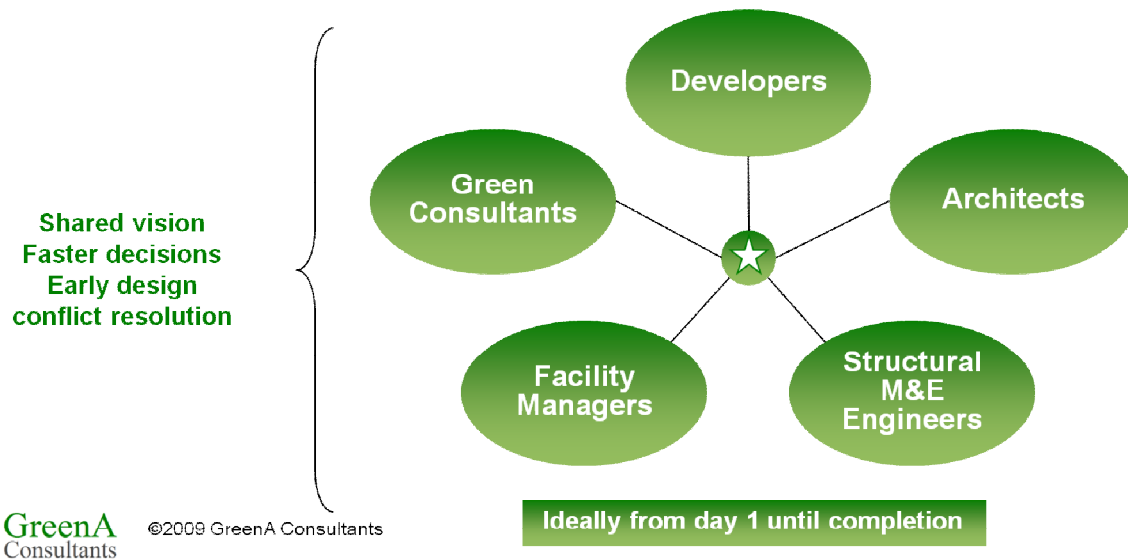 Developers
Green
Consultants
Architects
Shared vision
Faster decisions
Early design
conflict resolution
Facility
Managers
Structural
M&E
Engineers
Ideally from day 1 until completion
GreenA
Consultants
©2009 GreenA Consultants